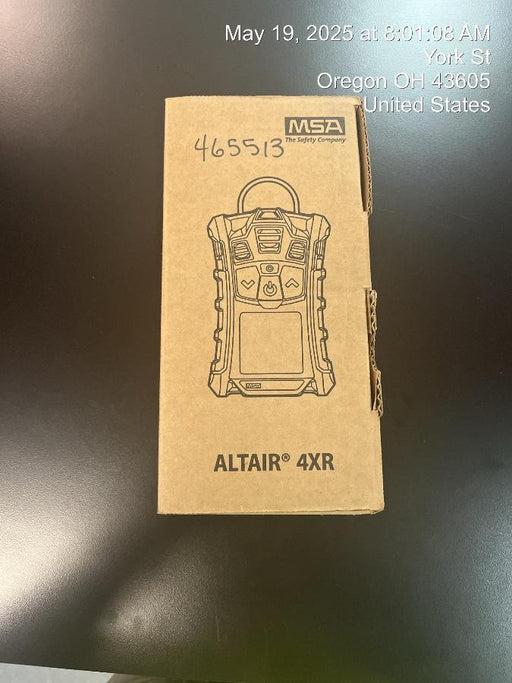 May 19, 2025 at 8:01:08 AM
York St
Oregon OH 43605
United States
MSA
The Safety Company
465513
MSA
ALTAIR® 4XR